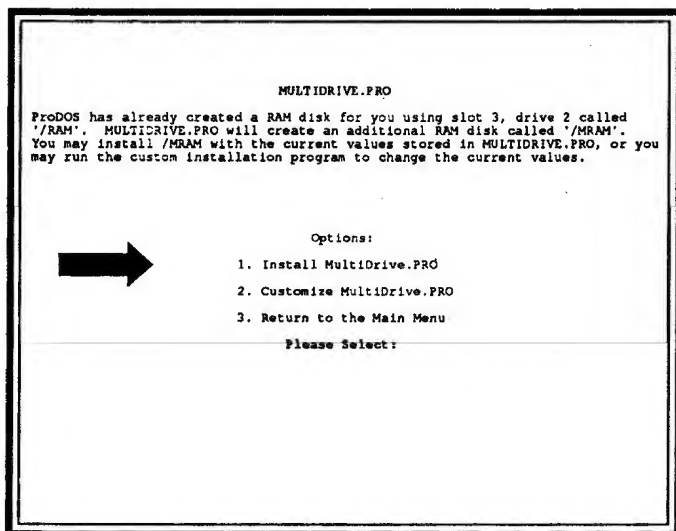 MULTIDRIVE.PRO
ProDOS has already created a RAM disk for you using slot 3, drive 2 called
'/RAM'. MULTIDRIVE.PRO will create an additional RAM disk called '/MRAM'.
You may install /MRAM with the current values stored in MULTIDRIVE.PRO, or you
may run the custom installation program to change the current values.
Options:
1. Install MultiDrive.PRO
2. Customize MultiDrive.PRO
3. Return to the Main Menu
Please Select: